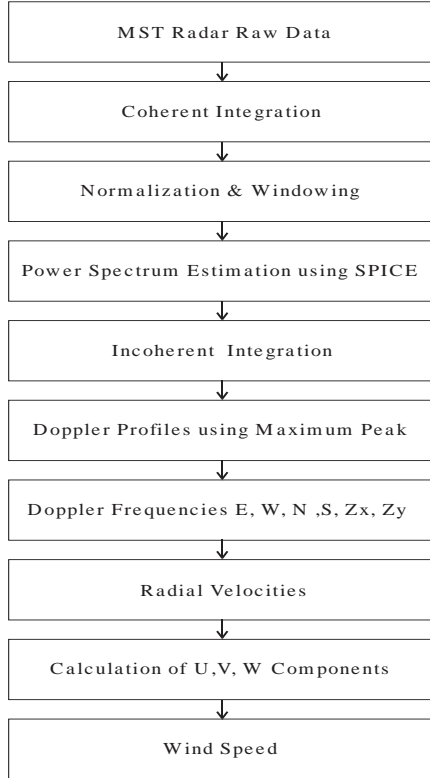 MST Radar Raw Data
Coherent Integration
Normalization & Windowing
Power Spectrum Estimation using SPICE
Incoherent Integration
Doppler Profiles using Maximum Peak
Doppler Frequencies E, W, N ,S, Zx, Zy
Radial Velocities
Calculation of U,V, W Components
Wind Speed